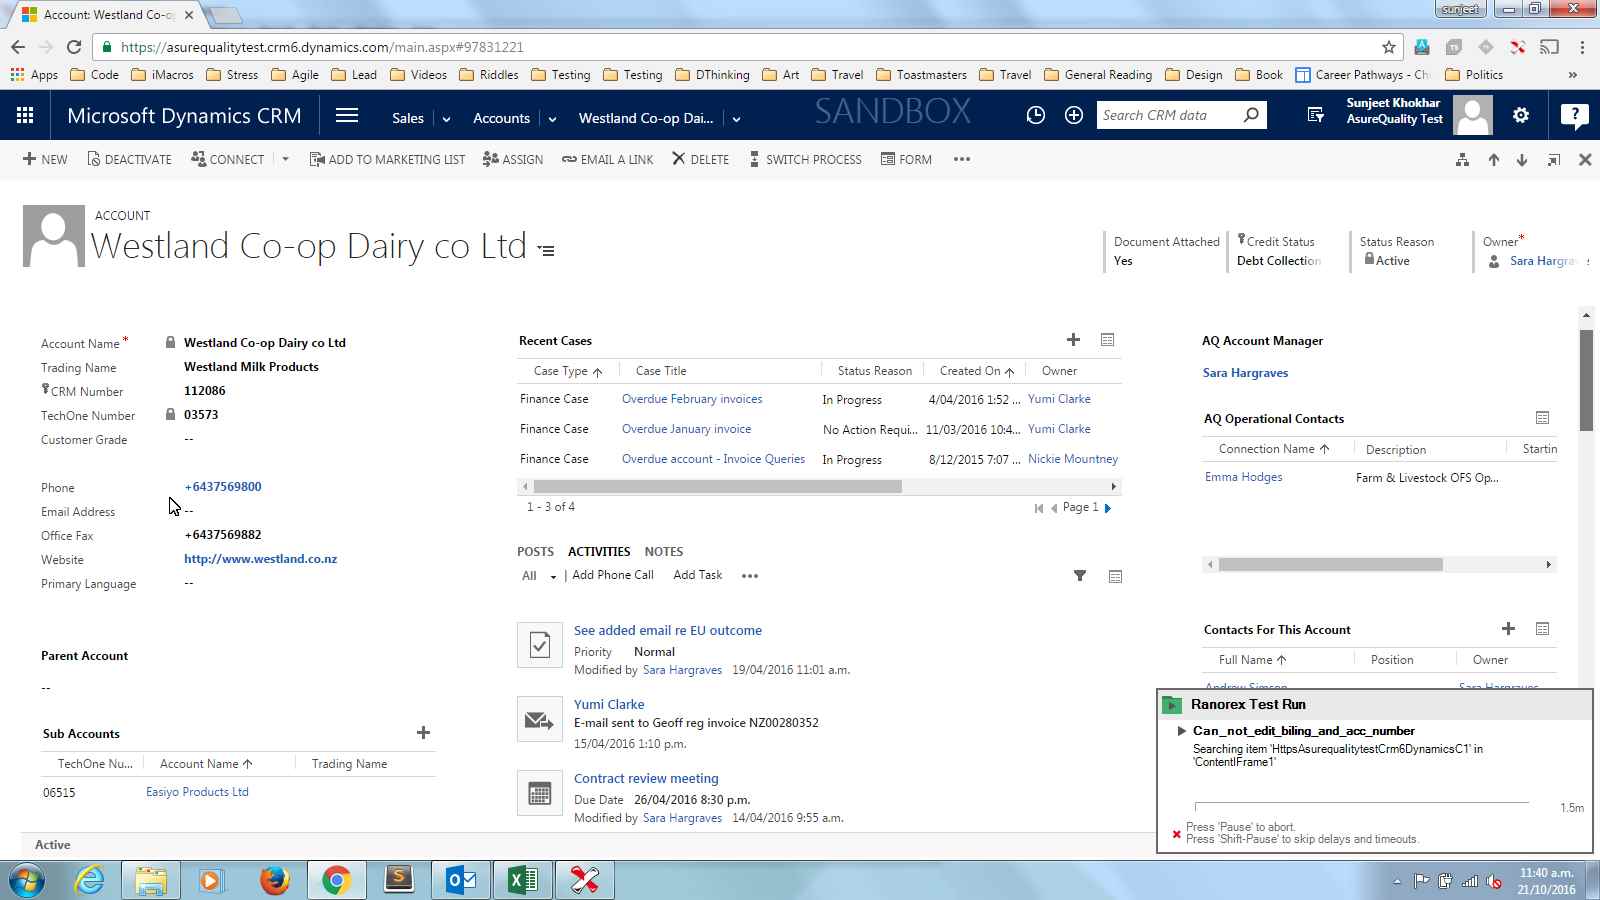 Account: Westland Co-o
sunjeet
https://asurequalitytest.crm6.dynamics.com/main.aspx#97831221
Apps Code iMacros Stress Agile Lead Videos Riddles Testing Testing DThinking Art Travel Toastmasters Travel General Reading Design Book Career Pathways - Ch Politics »
Microsoft Dynamics CRM Sales Accounts Westland Co-op Dai... SANDBOX Search CRM data Sunjeet Khokhar
AsureQuality Test
NEW DEACTIVATE CONNECT ADD TO MARKETING LIST ASSIGN EMAIL A LINK DELETE SWITCH PROCESS FORM •••
ACCOUNT
Westland Co-op Dairy co Ltd
Document Attached Credit Status Status Reason Owner*
Yes Debt Collection Active Sara Hargra
Account Name* Westland Co-op Dairy co Ltd
Trading Name Westland Milk Products
CRM Number 112086
TechOne Number 03573
Customer Grade --
Phone +6437569800
Email Address --
Office Fax +6437569882
Website http://www.westland.co.nz
Primary Language --
Parent Account
--
Sub Accounts
TechOne Nu... Account Name Trading Name
06515 Easiyo Products Ltd
Recent Cases
Case Type Case Title Status Reason Created On Owner
Finance Case Overdue February invoices In Progress 4/04/2016 1:52 ... Yumi Clarke
Finance Case Overdue January invoice No Action Requi... 11/03/2016 10:4... Yumi Clarke
Finance Case Overdue account - Invoice Queries In Progress 8/12/2015 7:07 ... Nickie Mountney
1 - 3 of 4 Page 1
POSTS ACTIVITIES NOTES
All | Add Phone Call Add Task •••
See added email re EU outcome
Priority Normal
Modified by Sara Hargraves 19/04/2016 11:01 a.m.
Yumi Clarke
E-mail sent to Geoff reg invoice NZ00280352
15/04/2016 1:10 p.m.
Contract review meeting
Due Date 26/04/2016 8:30 p.m.
Modified by Sara Hargraves 14/04/2016 9:55 a.m.
AQ Account Manager
Sara Hargraves
AQ Operational Contacts
Connection Name Description Startin
Emma Hodges Farm & Livestock OFS Op...
Contacts For This Account
Full Name Position Owner
Andrew Simson Sara Hargraves
Ranorex Test Run
Can_not_edit_biling_and_acc_number
Searching item 'HttpsAsurequalitytestCrm6DynamicsC1' in
'ContentIFrame1'
1.5m
Press 'Pause' to abort.
Press 'Shift-Pause' to skip delays and timeouts.
Active
11:40 a.m.
21/10/2016